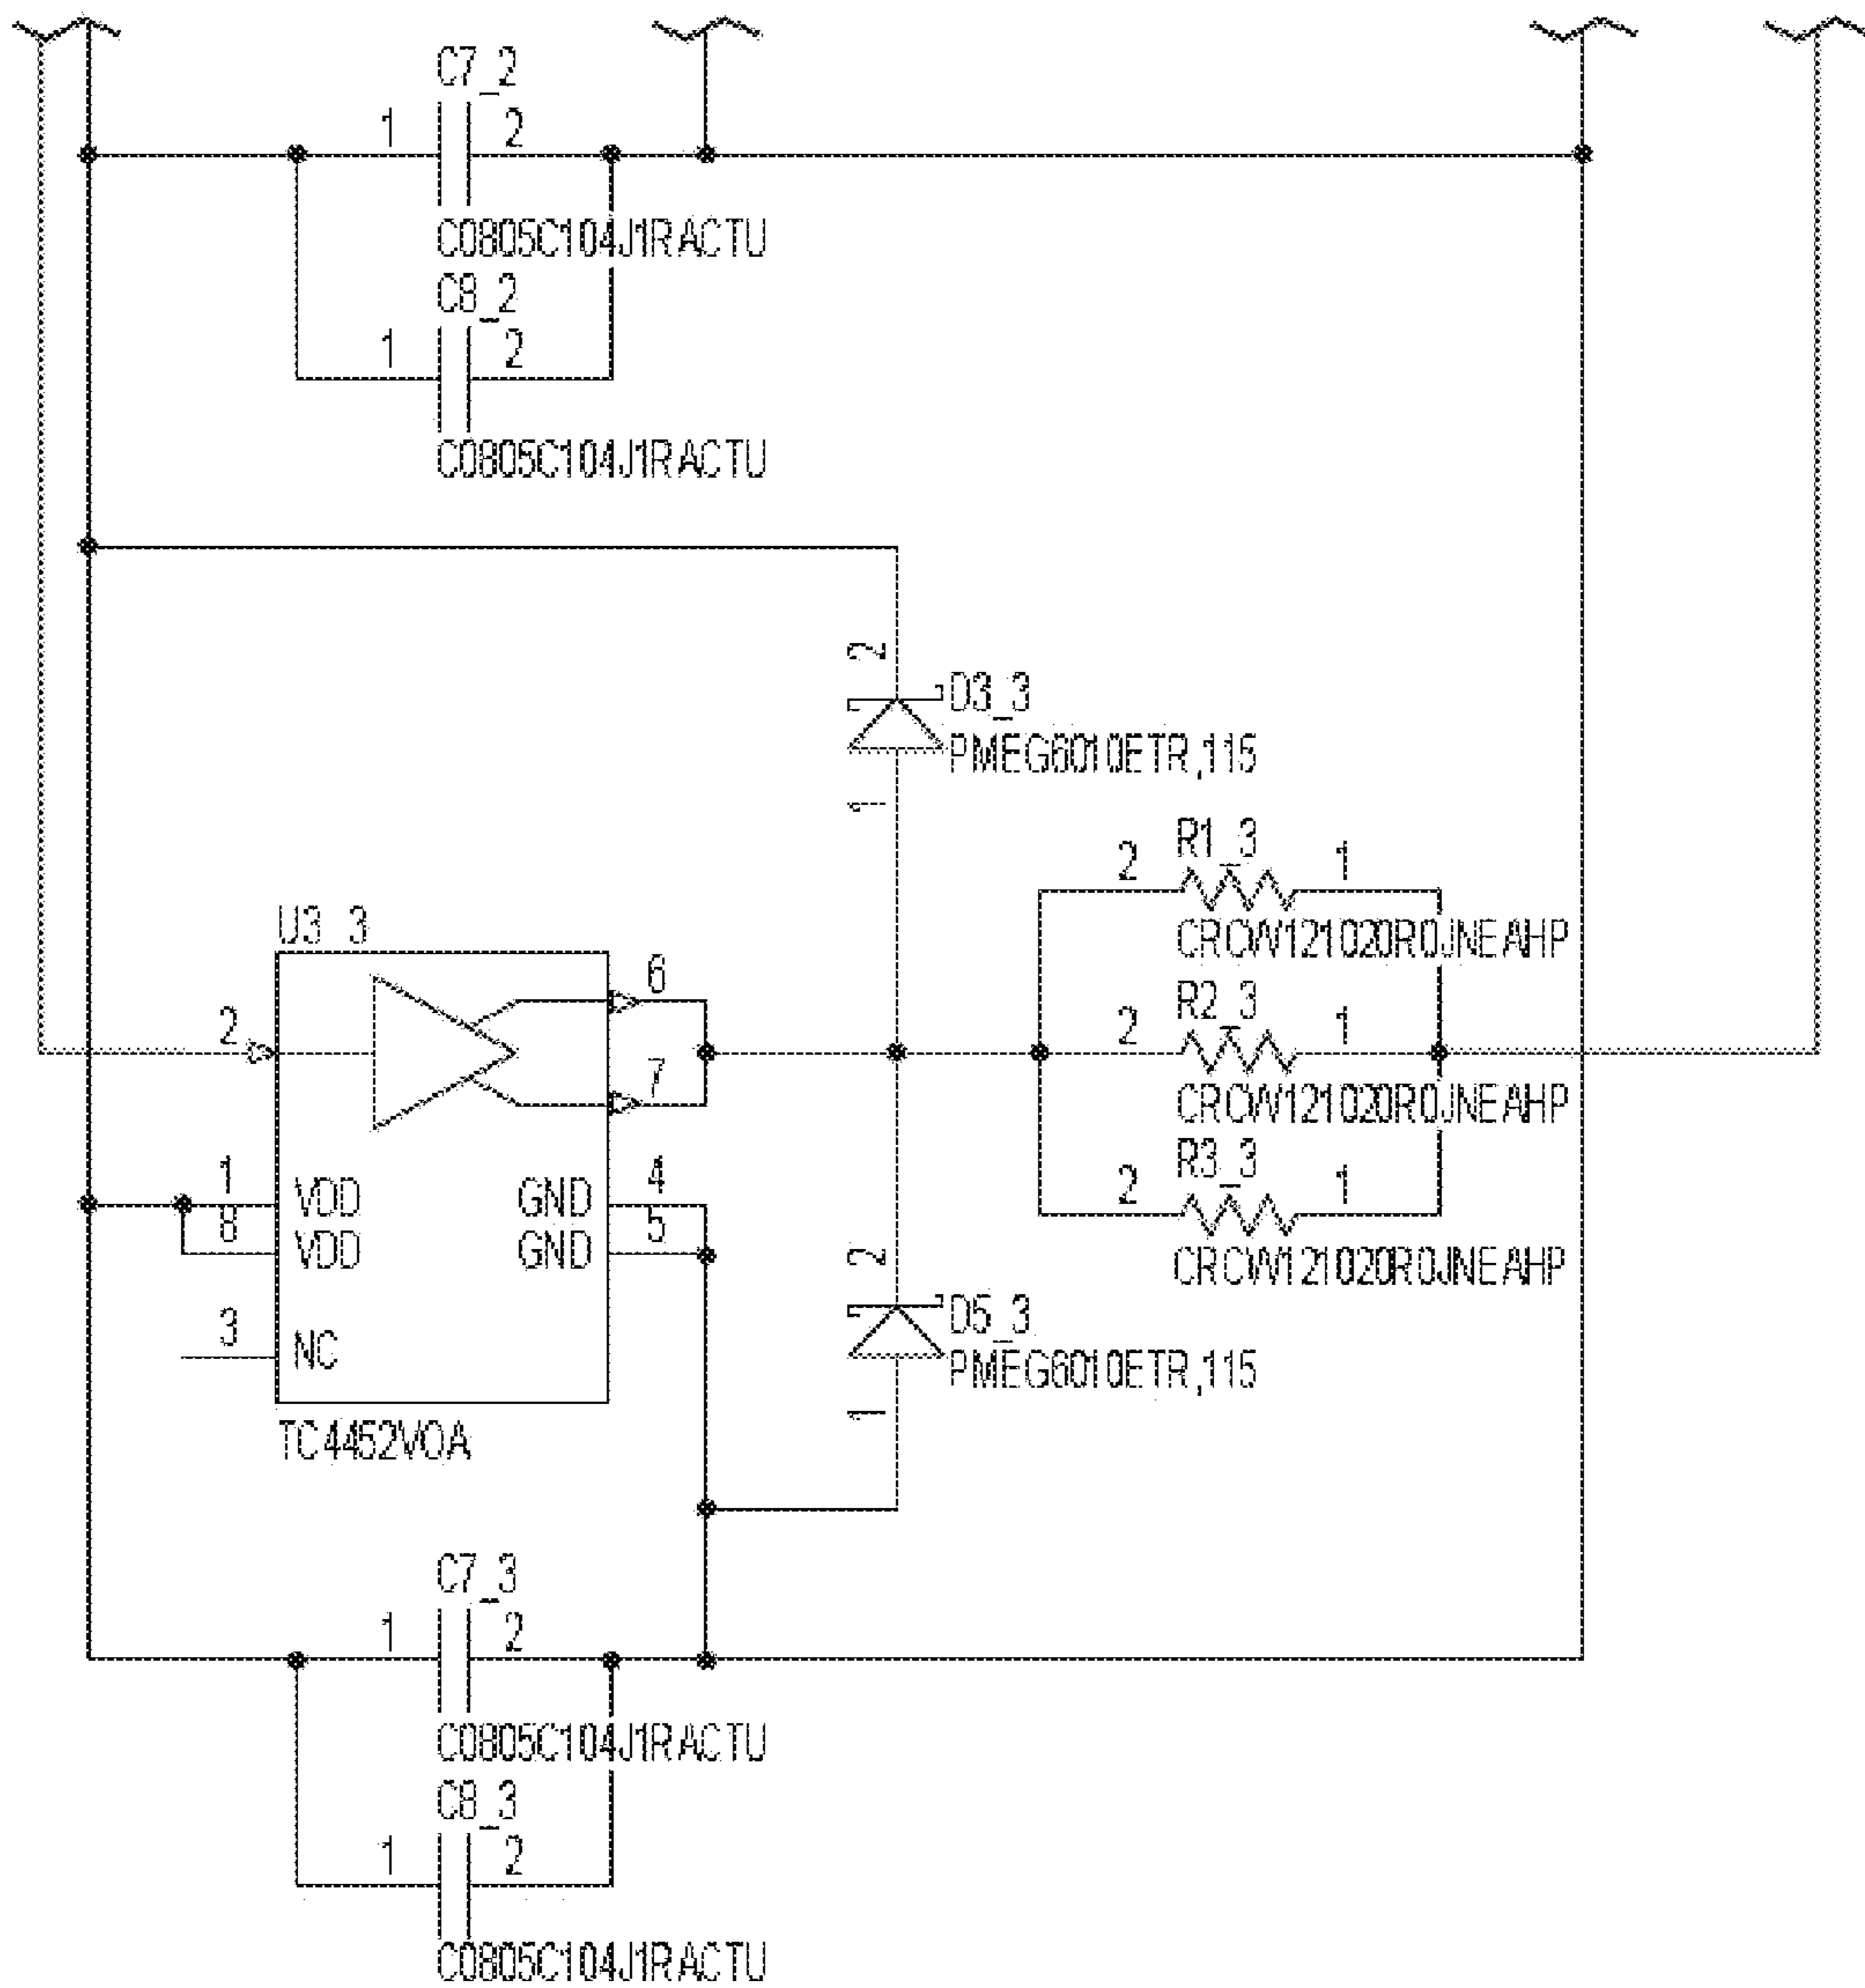 C7_2
1 2
C0805C104J1RACTU
C8_2
1 2
C0805C104J1RACTU
2
D3_3
PMEG6010ETR,115
1
R1_3
2 1
CRCW121020R0JNEAHP
U3_3
6
R2_3
2
2 1
7
CRCW121020R0JNEAHP
R3_3
1 VDD GND 4
2 1
8 VDD GND 5
CRCW121020R0JNEAHP
2
3 NC
D5_3
PMEG6010ETR,115
1
TC4452VOA
C7_3
1 2
C0805C104J1RACTU
C8_3
1 2
C0805C104J1RACTU